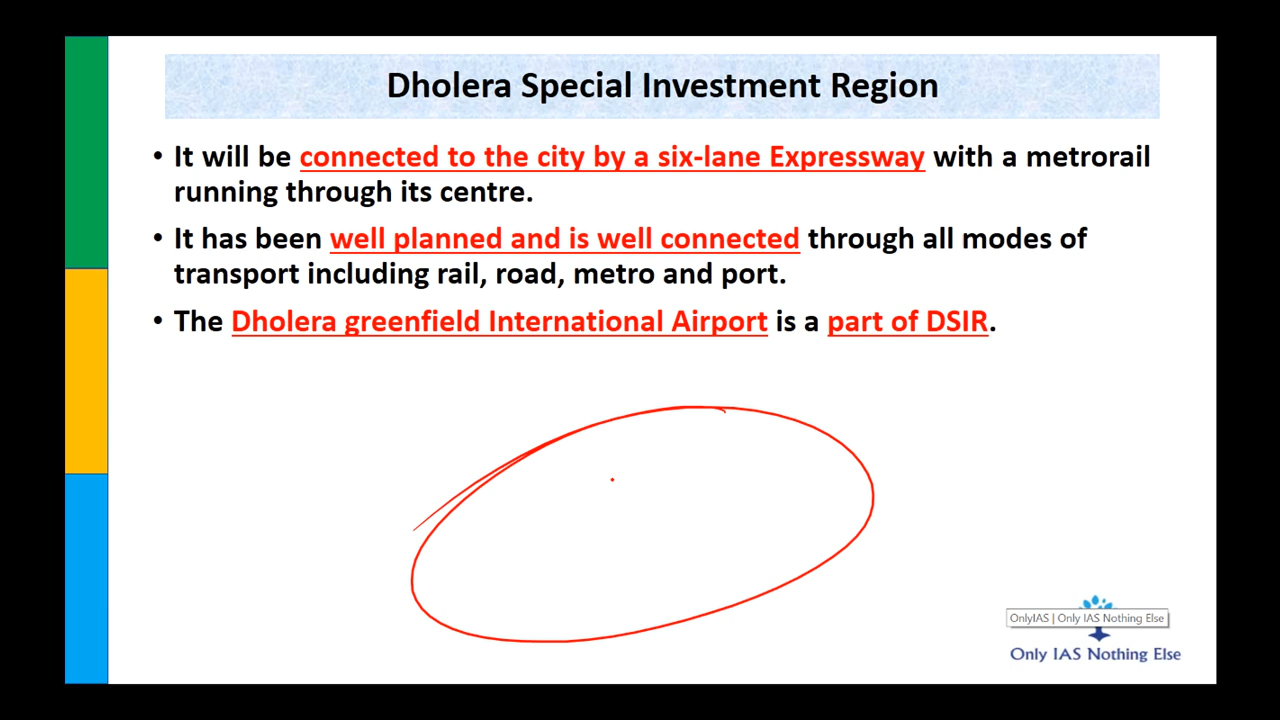 Dholera Special Investment Region
• It will be connected to the city by a six-lane Expressway with a metrorail
running through its centre.
• It has been well planned and is well connected through all modes of
transport including rail, road, metro and port.
• The Dholera greenfield International Airport is a part of DSIR.
OnlyIAS | Only IAS Nothing Else
Only IAS Nothing Else